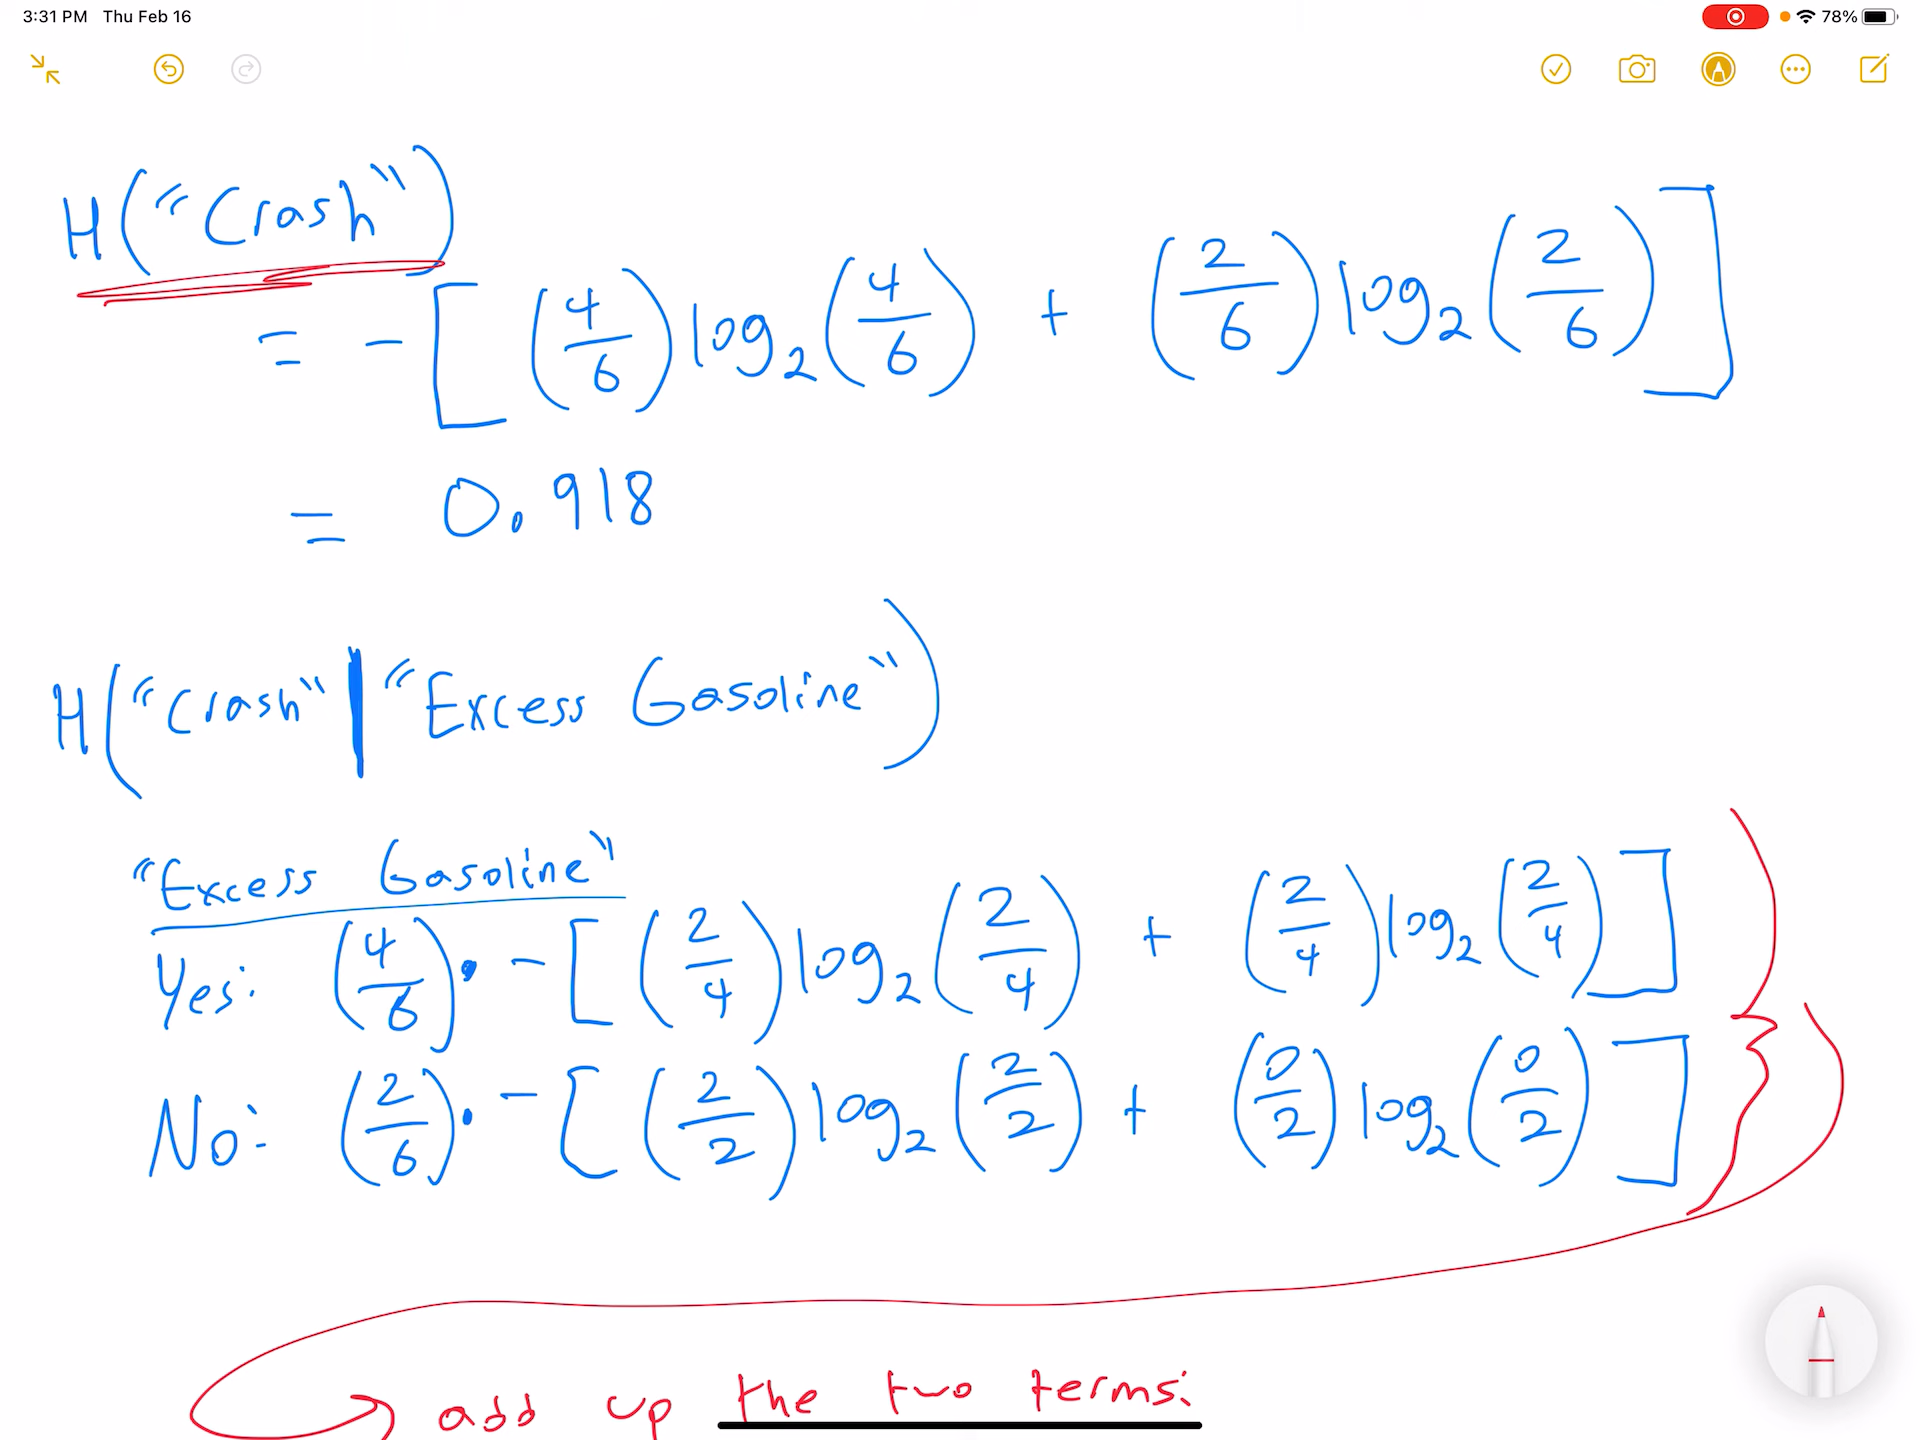 3:31 PM Thu Feb 16
78%
H("Crash")
= - [ (4/6) log₂ (4/6) + (2/6) log₂ (2/6) ]
= 0.918
H("Crash" | "Excess Gasoline")
"Excess Gasoline"
Yes: (4/6) · - [ (2/4) log₂ (2/4) + (2/4) log₂ (2/4) ]
No: (2/6) · - [ (2/2) log₂ (2/2) + (0/2) log₂ (0/2) ]
add up the two terms: